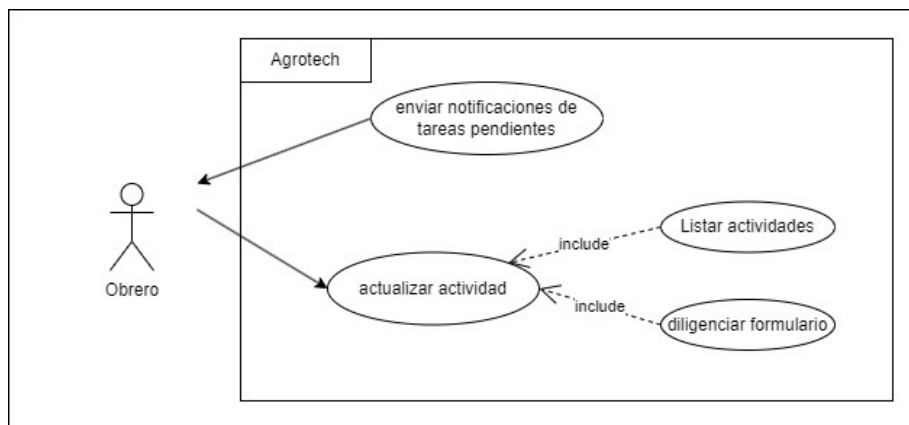 Agrotech
enviar notificaciones de
tareas pendientes
Listar actividades
include
actualizar actividad
Obrero
include
diligenciar formulario